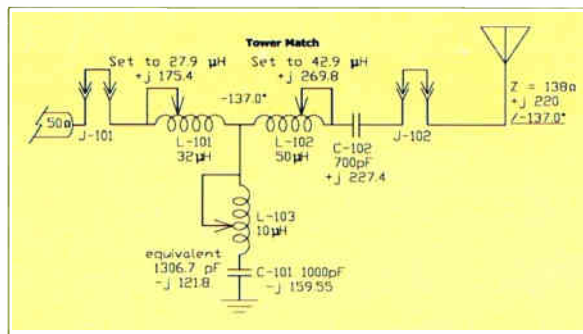 Tower Match
Set to 27.9 µH
+j 175.4
Set to 42.9 µH
+j 269.8
-137.0°
Z = 138Ω
+j 220
/-137.0°
50Ω
J-101
L-101
32µH
L-102
50µH
C-102
700pF
+j 227.4
J-102
L-103
10µH
equivalent
1306.7 pF
-j 121.8
C-101 1000pF
-j 159.55